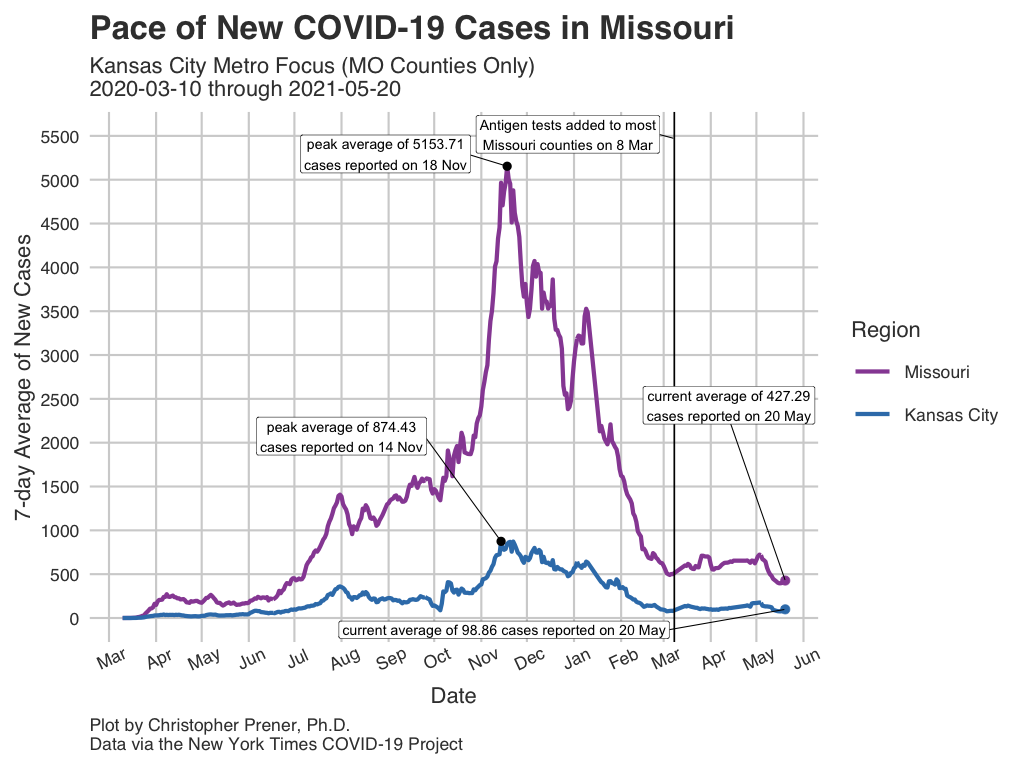 Pace of New COVID-19 Cases in Missouri
Kansas City Metro Focus (MO Counties Only)
2020-03-10 through 2021-05-20
Antigen tests added to most
Missouri counties on 8 Mar
peak average of 5153.71
cases reported on 18 Nov
current average of 427.29
cases reported on 20 May
peak average of 874.43
cases reported on 14 Nov
current average of 98.86 cases reported on 20 May
7-day Average of New Cases
5500
5000
4500
4000
3500
3000
2500
2000
1500
1000
500
0
Mar Apr May Jun Jul Aug Sep Oct Nov Dec Jan Feb Mar Apr May Jun
Date
Region
Missouri
Kansas City
Plot by Christopher Prener, Ph.D.
Data via the New York Times COVID-19 Project